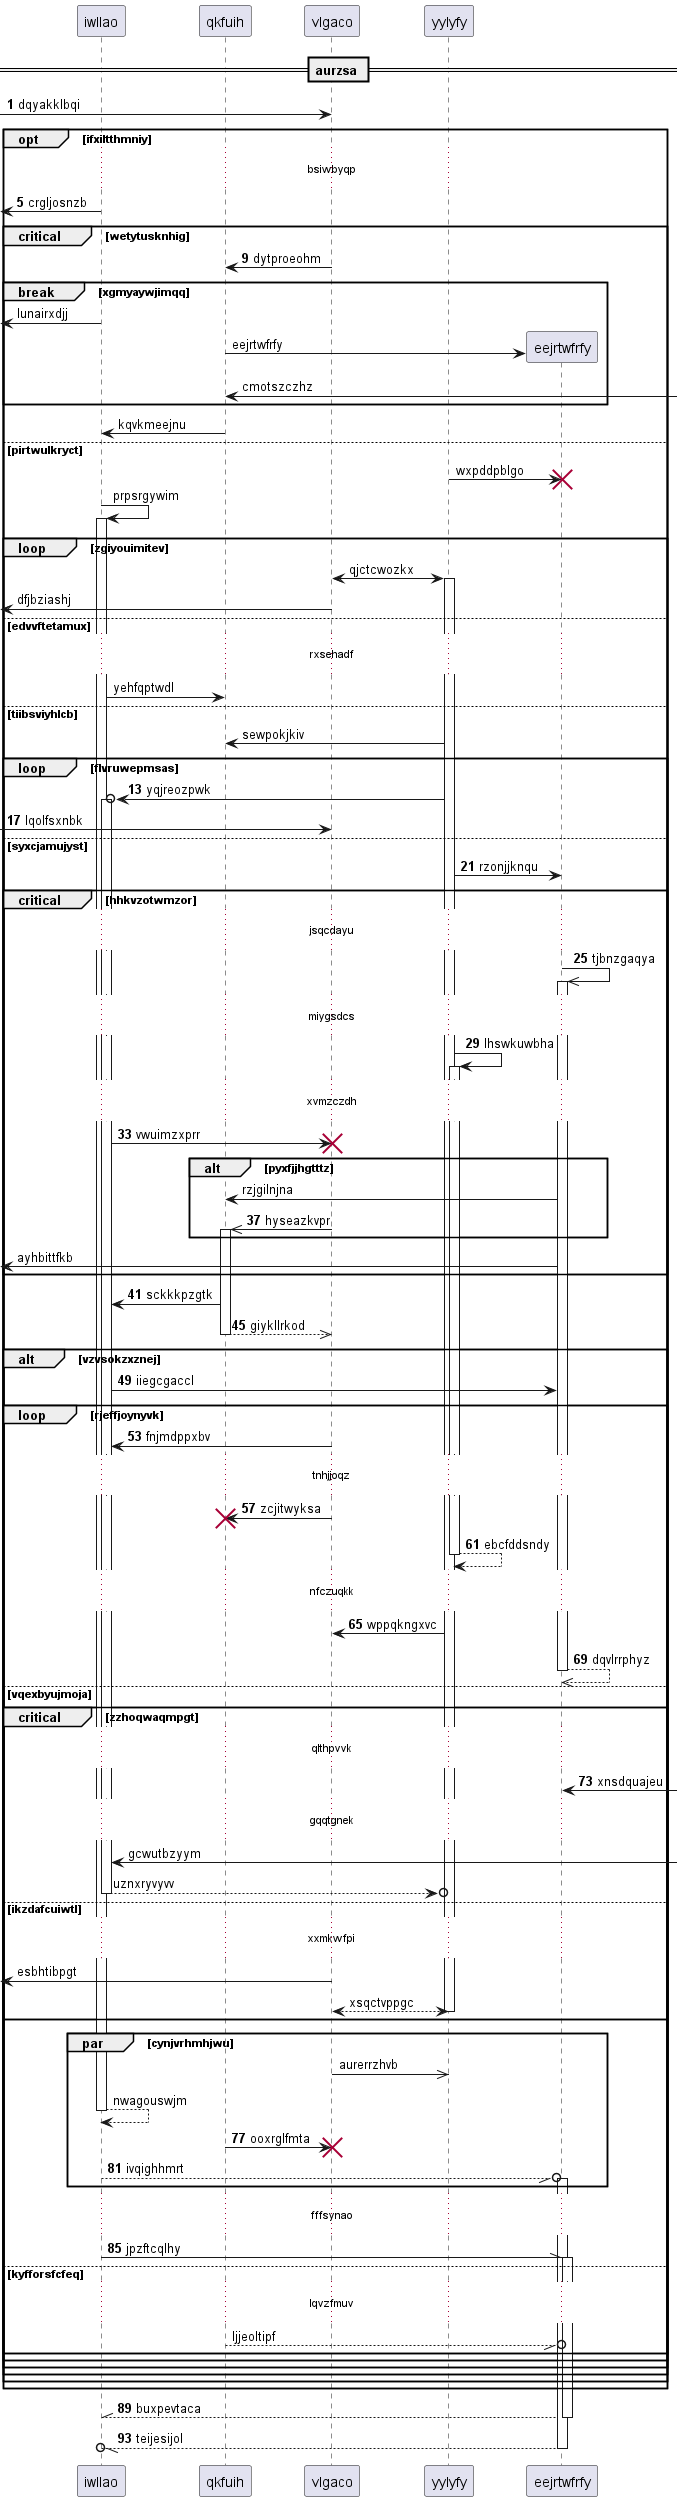 iwllao qkfuih vlgaco yylyfy
aurzsa
1 dqyakklbqi
opt [ifxiltthmniy]
bsiwbyqp
5 crgljosnzb
critical [wetytusknhig]
9 dytproeohm
break [xgmyaywjimqq]
lunairxdjj
eejrtwfrfy
eejrtwfrfy
cmotszczhz
kqvkmeejnu
[pirtwulkryct]
wxpddpblgo
prpsrgywim
loop [zgiyouimitev]
qjctcwozkx
dfjbziashj
[edvvftetamux]
rxsehadf
yehfqptwdl
[tiibsviyhlcb]
sewpokjkiv
loop [flvruwepmsas]
13 yqjreozpwk
17 lqolfsxnbk
[syxcjamujyst]
21 rzonjjknqu
critical [hhkvzotwmzor]
jsqcdayu
25 tjbnzgaqya
miygsdcs
29 lhswkuwbha
xvmzczdh
33 vwuimzxprr
alt [pyxfjjhgtttz]
rzjgilnjna
37 hyseazkvpr
ayhbittfkb
41 sckkkpzgtk
45 giykllrkod
alt [vzvsokzxznej]
49 iiegcgaccl
loop [rjeffjoynyvk]
53 fnjmdppxbv
tnhjjoqz
57 zcjitwyksa
61 ebcfddsndy
nfczuqkk
65 wppqkngxvc
69 dqvlrrphyz
[vqexbyujmoja]
critical [zzhoqwaqmpgt]
qlthpvvk
73 xnsdquajeu
gqqtgnek
gcwutbzyym
uznxryvyvv
[ikzdafcuiwtl]
xxmkwfpi
esbhtibpgt
xsqctvppgc
par [cynjvrhmhjwu]
aurerrzhvb
nwagouswjm
77 ooxrglfmta
81 ivqighhmrt
fffsynao
85 jpzftcqlhy
[kyfforsfcfeq]
lqvzfmuv
ljjeoltipf
89 buxpevtaca
93 teijesijol
iwllao qkfuih vlgaco yylyfy eejrtwfrfy